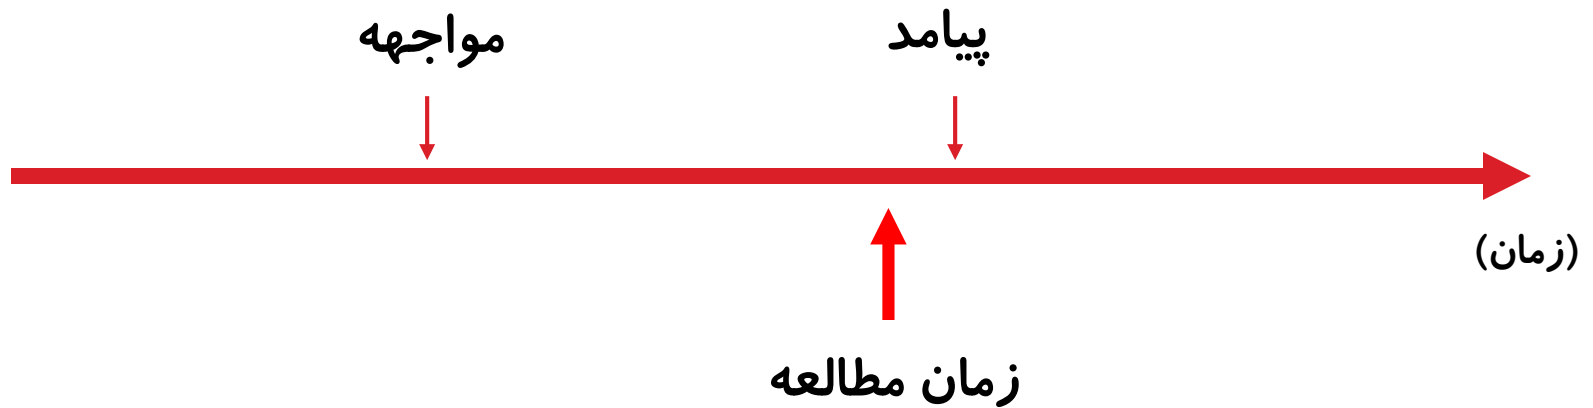 مواجهه
پیامد
(زمان)
زمان مطالعه